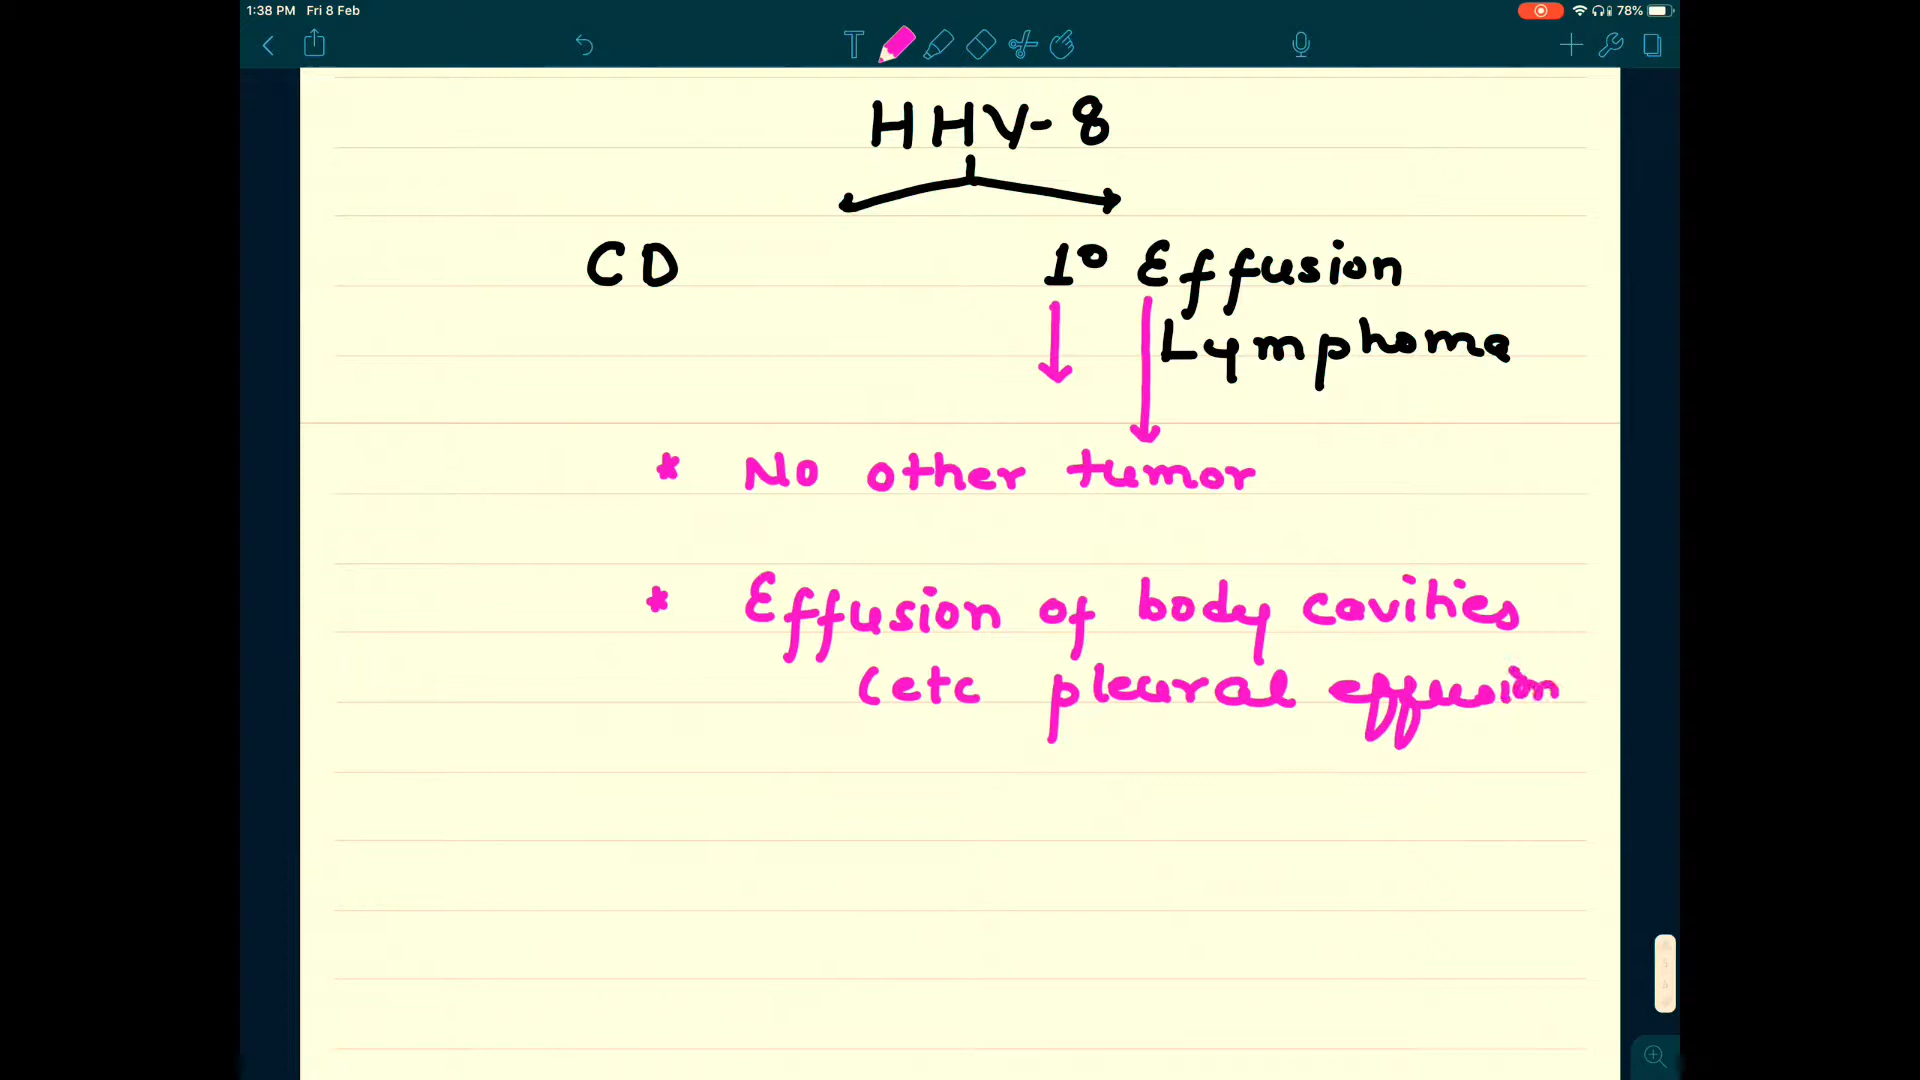 1:38 PM Fri 8 Feb 78%
T
HHV-8
CD 1º Effusion
Lymphoma
* No other tumor
* Effusion of body cavities
(etc pleural effusion